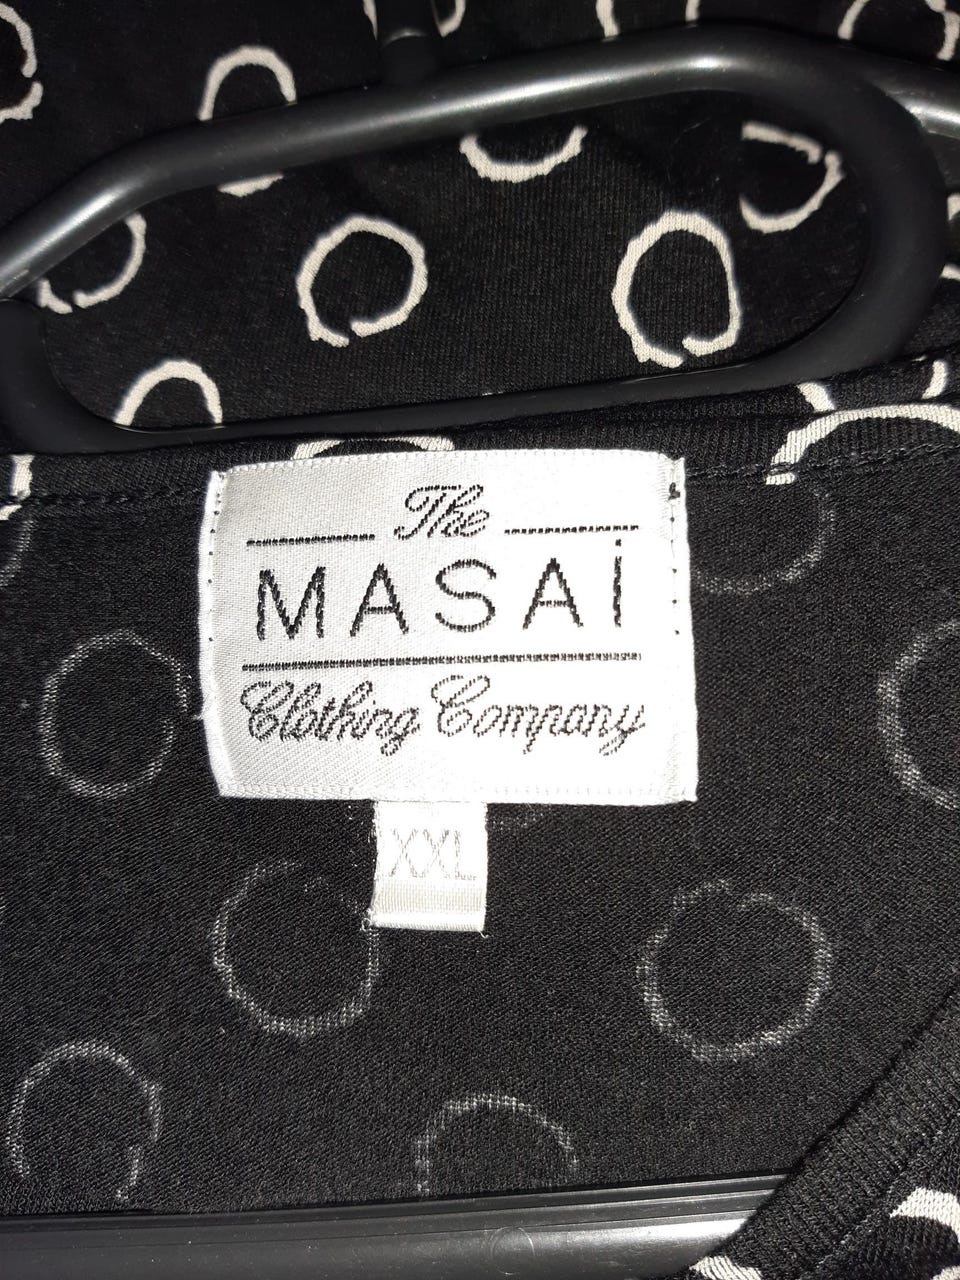 The
MASAi
Clothing Company
XXL